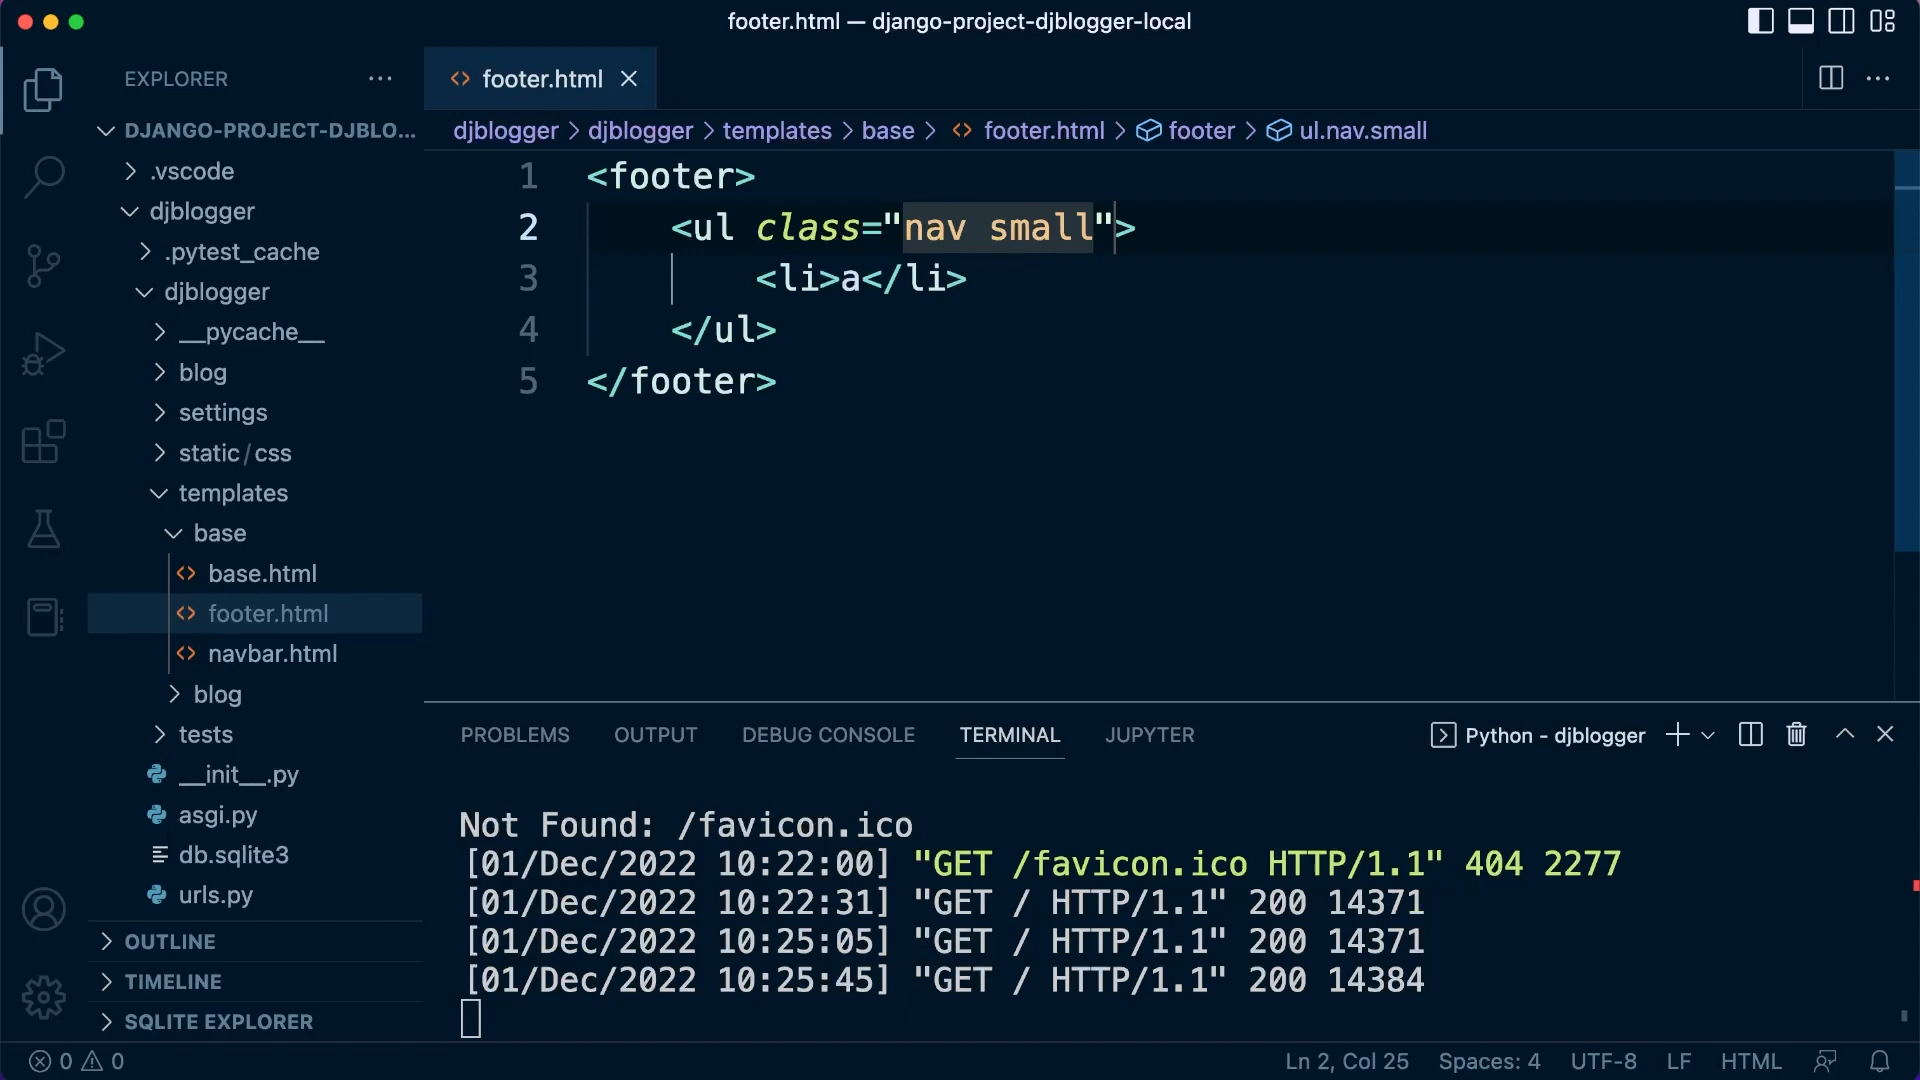 footer.html — django-project-djblogger-local
EXPLORER
DJANGO-PROJECT-DJBLO...
.vscode
djblogger
.pytest_cache
djblogger
__pycache__
blog
settings
static/css
templates
base
base.html
footer.html
navbar.html
blog
tests
__init__.py
asgi.py
db.sqlite3
urls.py
OUTLINE
TIMELINE
SQLITE EXPLORER
footer.html
djblogger > djblogger > templates > base > footer.html > footer > ul.nav.small
1 <footer>
2 <ul class="nav small">
3 <li>a</li>
4 </ul>
5 </footer>
PROBLEMS OUTPUT DEBUG CONSOLE TERMINAL JUPYTER Python - djblogger
Not Found: /favicon.ico
[01/Dec/2022 10:22:00] "GET /favicon.ico HTTP/1.1" 404 2277
[01/Dec/2022 10:22:31] "GET / HTTP/1.1" 200 14371
[01/Dec/2022 10:25:05] "GET / HTTP/1.1" 200 14371
[01/Dec/2022 10:25:45] "GET / HTTP/1.1" 200 14384
0 0 Ln 2, Col 25 Spaces: 4 UTF-8 LF HTML